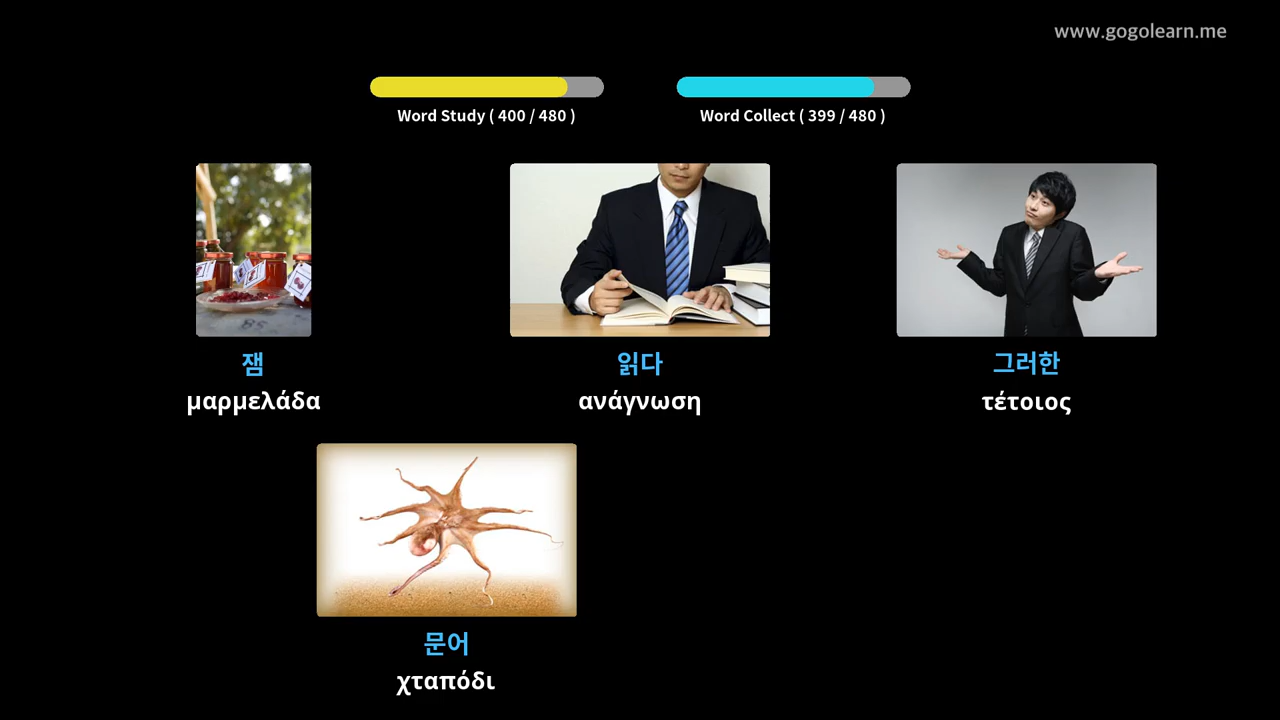 www.gogolearn.me
Word Study ( 400 / 480 )
Word Collect ( 399 / 480 )
잼
μαρμελάδα
읽다
ανάγνωση
그러한
τέτοιος
문어
χταπόδι